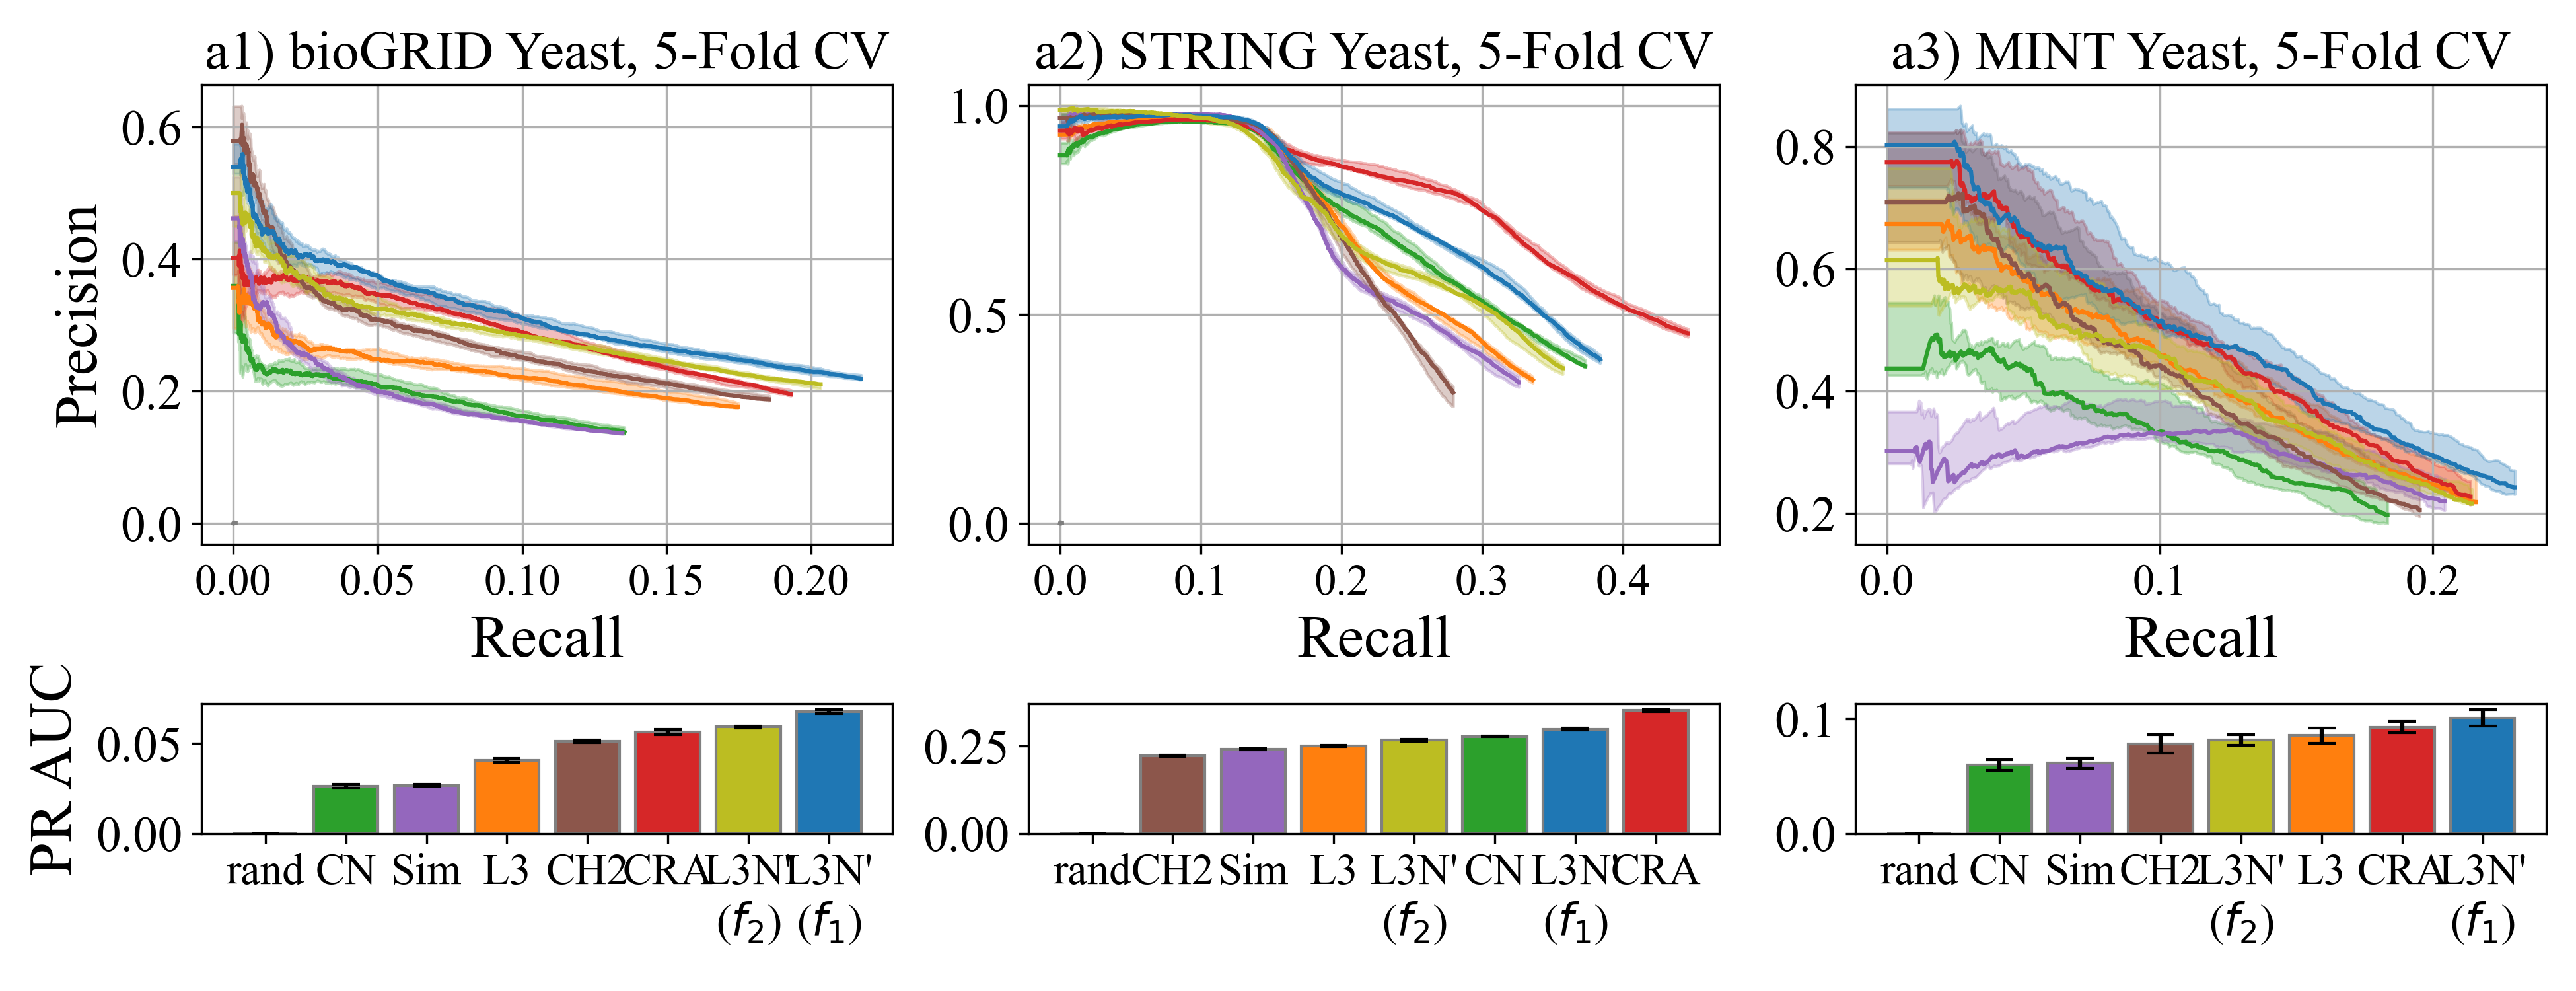 a1) bioGRID Yeast, 5-Fold CV
a2) STRING Yeast, 5-Fold CV
a3) MINT Yeast, 5-Fold CV
Precision
0.6
0.4
0.2
0.0
0.00 0.05 0.10 0.15 0.20
Recall
1.0
0.5
0.0
0.0 0.1 0.2 0.3 0.4
Recall
0.8
0.6
0.4
0.2
0.0 0.1 0.2
Recall
PR AUC
0.05
0.00
rand CN Sim L3 CH2 CRA L3N' L3N'
(f2) (f1)
0.25
0.00
rand CH2 Sim L3 L3N' CN L3N' CRA
(f2) (f1)
0.1
0.0
rand CN Sim CH2 L3N' L3 CRA L3N'
(f2) (f1)